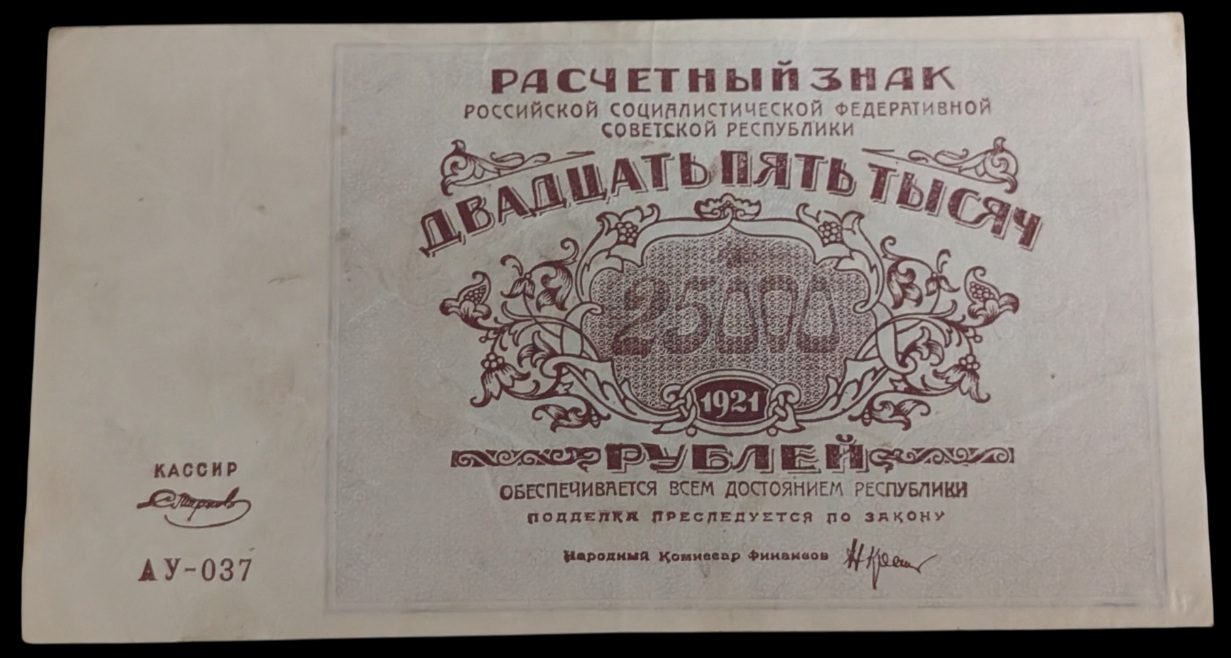 РАСЧЕТНЫЙ ЗНАК
РОССИЙСКОЙ СОЦИАЛИСТИЧЕСКОЙ ФЕДЕРАТИВНОЙ
СОВЕТСКОЙ РЕСПУБЛИКИ
ДВАДЦАТЬ ПЯТЬ ТЫСЯЧ
25000
1921
РУБЛЕЙ
ОБЕСПЕЧИВАЕТСЯ ВСЕМ ДОСТОЯНИЕМ РЕСПУБЛИКИ
ПОДДЕЛКА ПРЕСЛЕДУЕТСЯ ПО ЗАКОНУ
Народный Комиссар Финансов
КАССИР
АУ-037